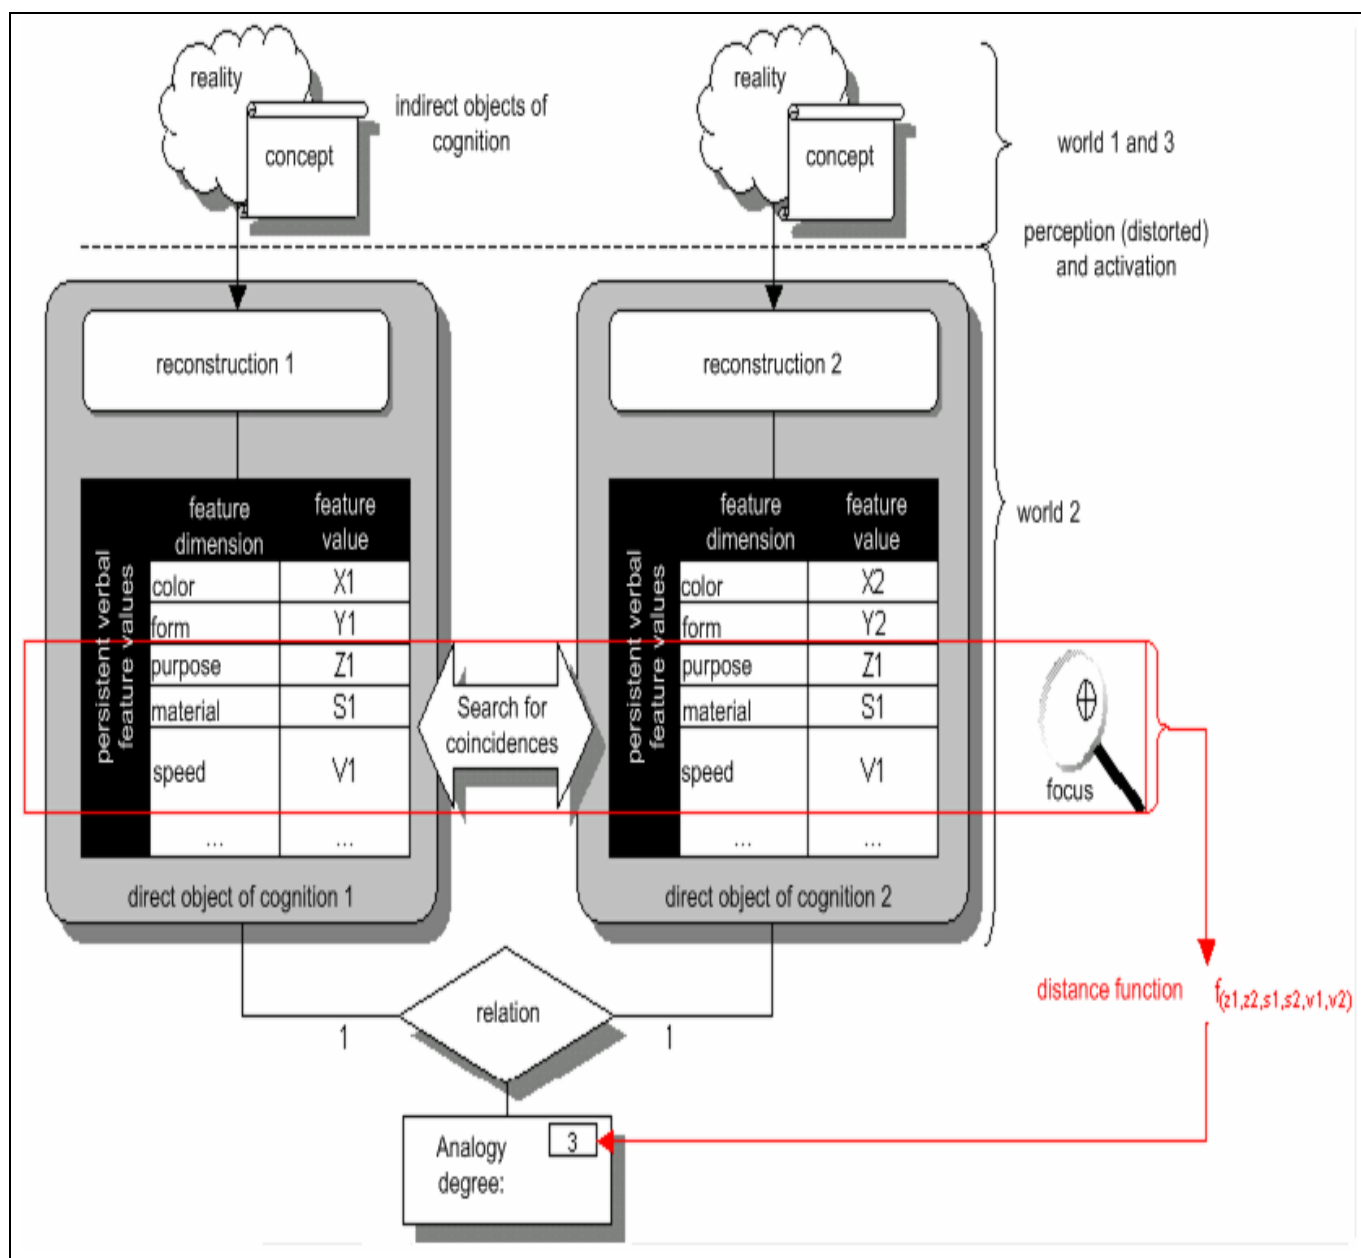 reality
concept
indirect objects of
cognition
reality
concept
world 1 and 3
perception (distorted)
and activation
reconstruction 1
reconstruction 2
persistent verbal
feature values
feature
dimension
feature
value
color
X1
form
Y1
purpose
Z1
material
S1
speed
V1
...
...
direct object of cognition 1
Search for
coincidences
persistent verbal
feature values
feature
dimension
feature
value
color
X2
form
Y2
purpose
Z1
material
S1
speed
V1
...
...
direct object of cognition 2
world 2
focus
distance function f(z1,z2,s1,s2,v1,v2)
relation
1
1
Analogy
degree:
3